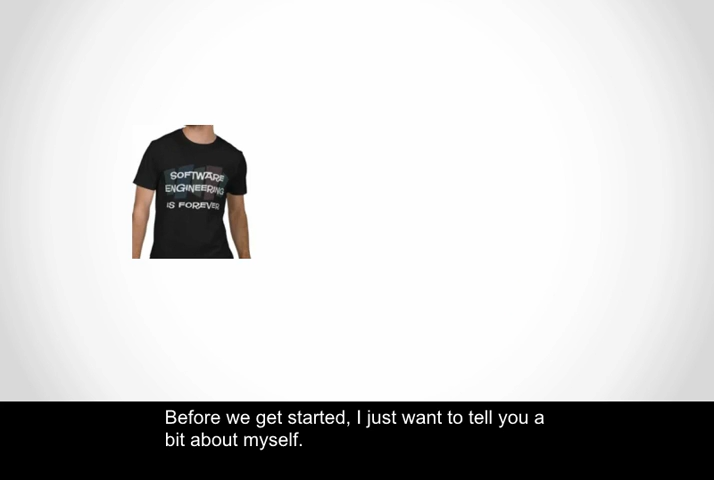 SOFTWARE
ENGINEERING
IS FOREVER
Before we get started, I just want to tell you a
bit about myself.